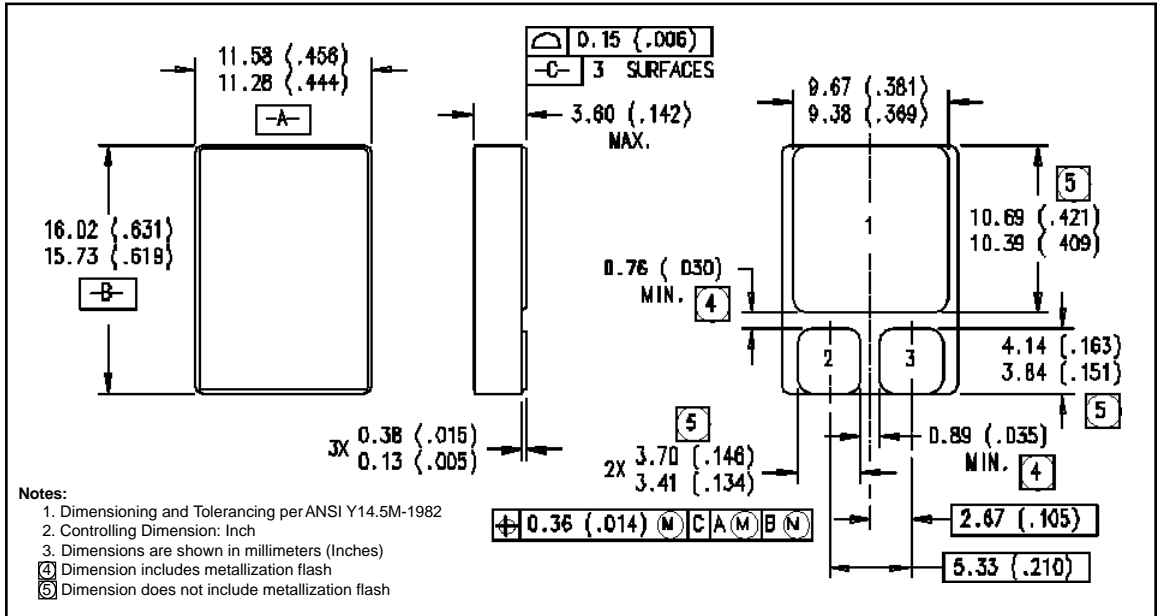 0.15 (.006)
-C- 3 SURFACES
11.58 (.456)
11.28 (.444)
-A-
3.60 (.142)
MAX.
9.67 (.381)
9.38 (.369)
16.02 (.631)
15.73 (.619)
-B-
1
5
10.69 (.421)
10.39 ( 409)
0.76 ( 030)
MIN. 4
2
3
4.14 (.163)
3.84 (.151)
5
3X 0.38 (.015)
0.13 (.005)
5
2X 3.70 (.146)
3.41 (.134)
0.89 (.035)
MIN. 4
0.36 (.014) M C A M B
2.67 (.105)
5.33 (.210)
Notes:
1. Dimensioning and Tolerancing per ANSI Y14.5M-1982
2. Controlling Dimension: Inch
3. Dimensions are shown in millimeters (Inches)
4 Dimension includes metallization flash
5 Dimension does not include metallization flash